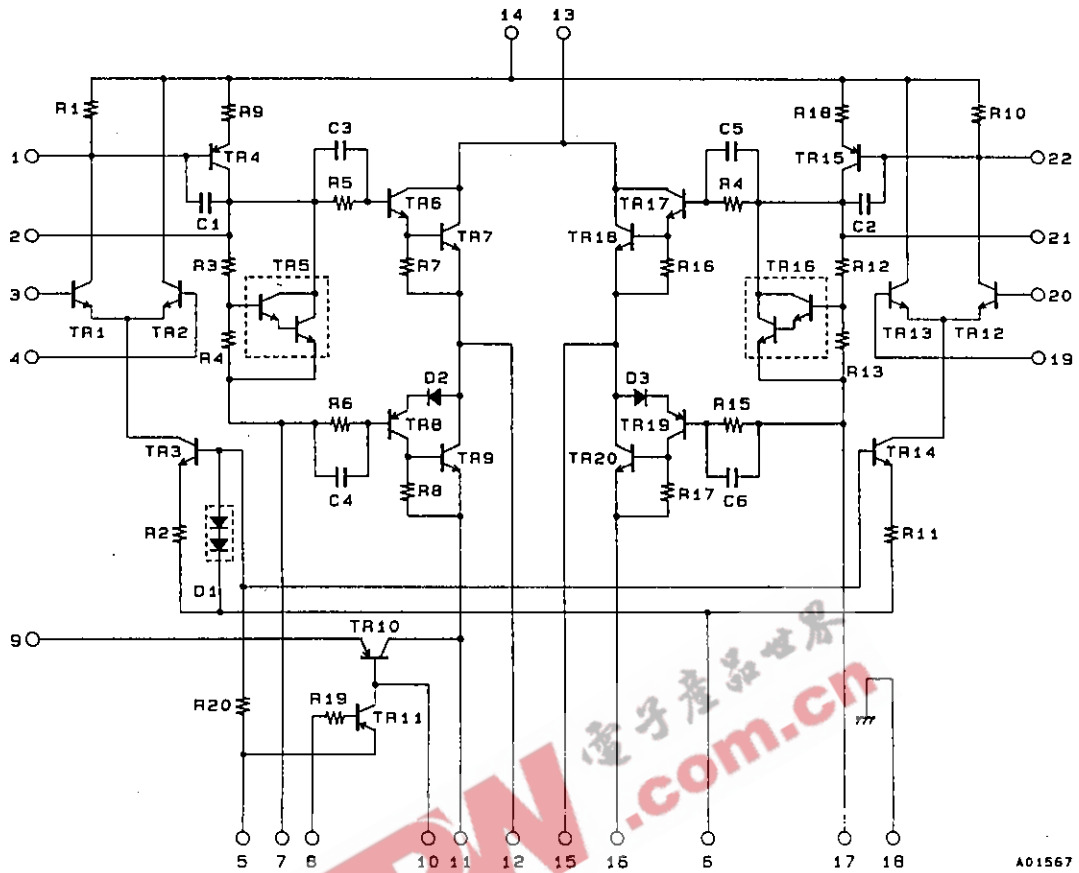 14 13
R1 R9 C3 C5 R18 R10
1 TR4 TR15 22
R5 TR6 TR17 R4
C1 C2
2 TR7 TR18 21
R3 TR5 R7 R16 TR16 R12
3 20
TR1 TR2 TR13 TR12
4 R4 R13 19
D2 D3
R6 TR8 TR19 R15
TR3 TR9 TR20 TR14
C4 R8 R17 C6
R2 R11
D1
9 TR10
R20 R19 TR11
電子產品世界
.com.cn
5 7 8 10 11 12 15 16 6 17 18
A01567